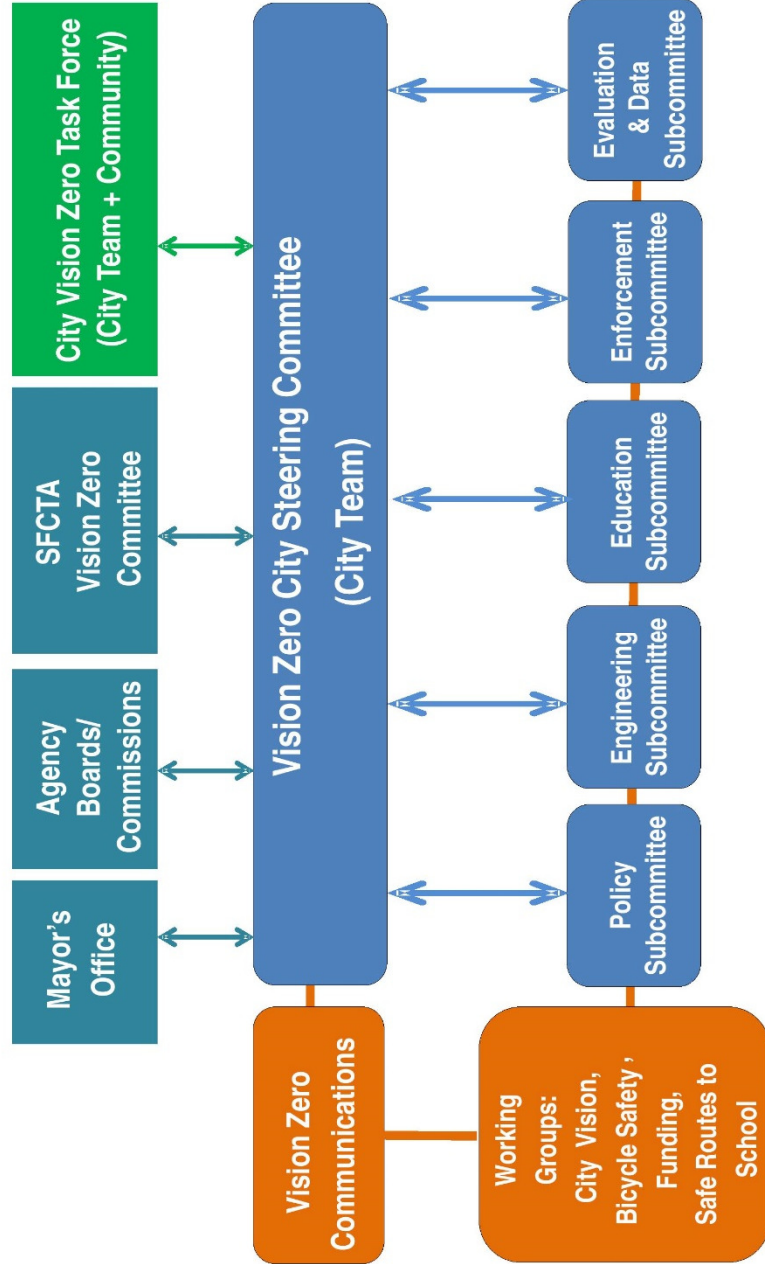 Mayor's
Office
Agency
Boards/
Commissions
SFCTA
Vision Zero
Committee
City Vision Zero Task Force
(City Team + Community)
Vision Zero
Communications
Vision Zero City Steering Committee
(City Team)
Working
Groups:
City Vision,
Bicycle Safety ,
Funding,
Safe Routes to
School
Policy
Subcommittee
Engineering
Subcommittee
Education
Subcommittee
Enforcement
Subcommittee
Evaluation
& Data
Subcommittee